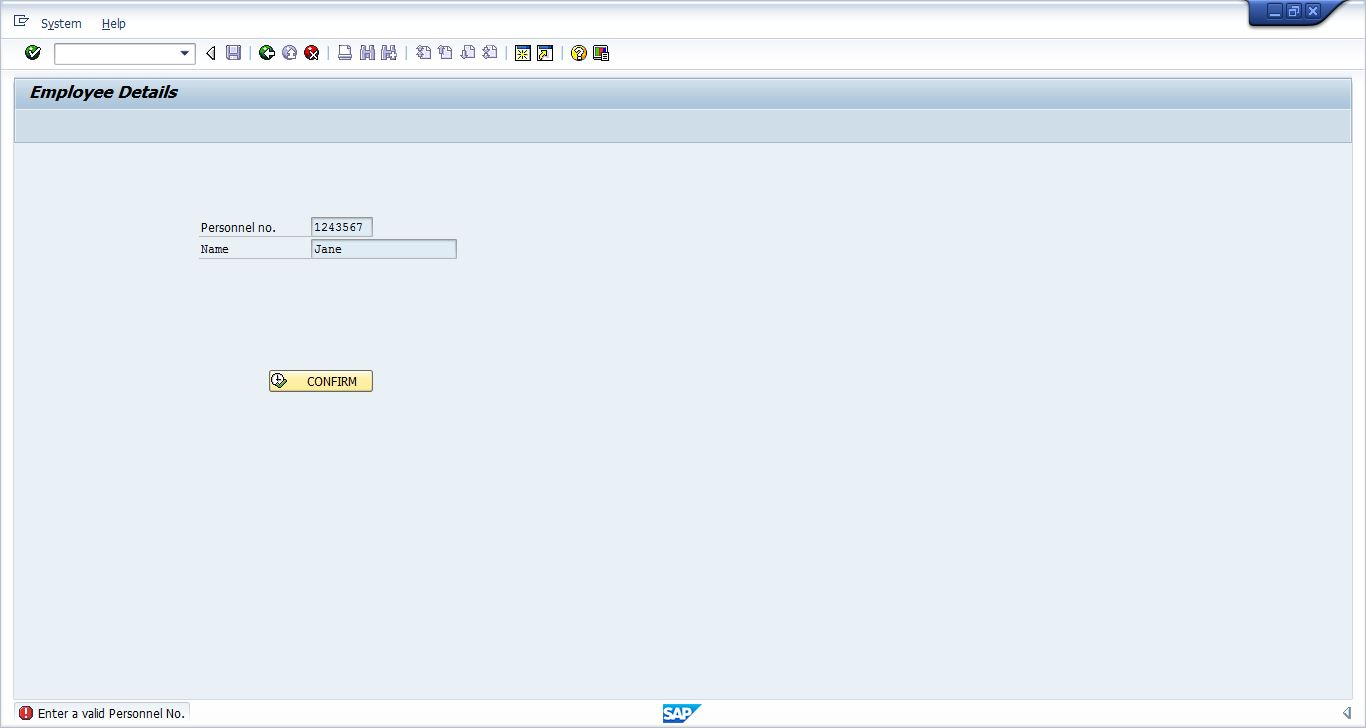 System Help
Employee Details
Personnel no. 1243567
Name Jane
CONFIRM
Enter a valid Personnel No.
SAP